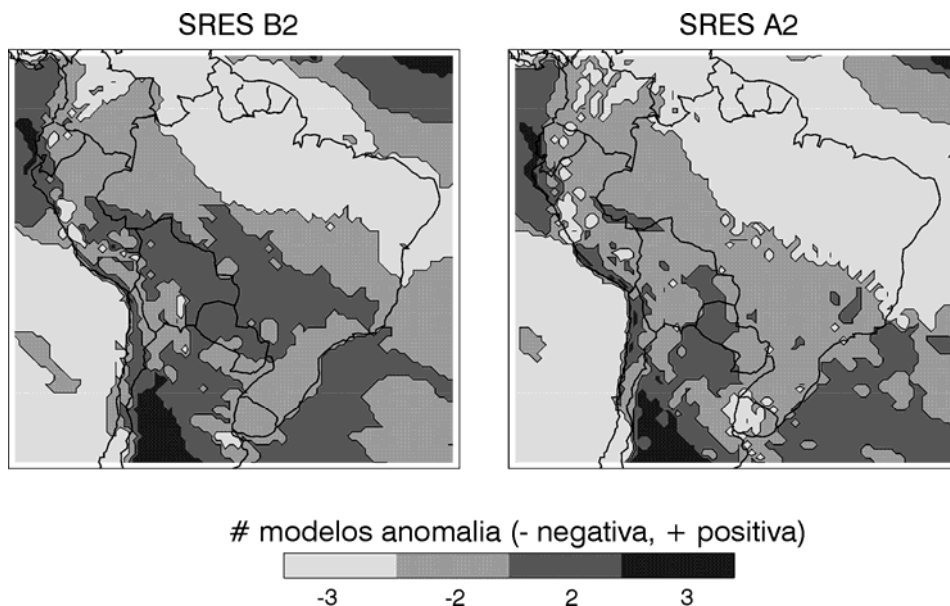 SRES B2
SRES A2
# modelos anomalia (- negativa, + positiva)
-3 -2 2 3